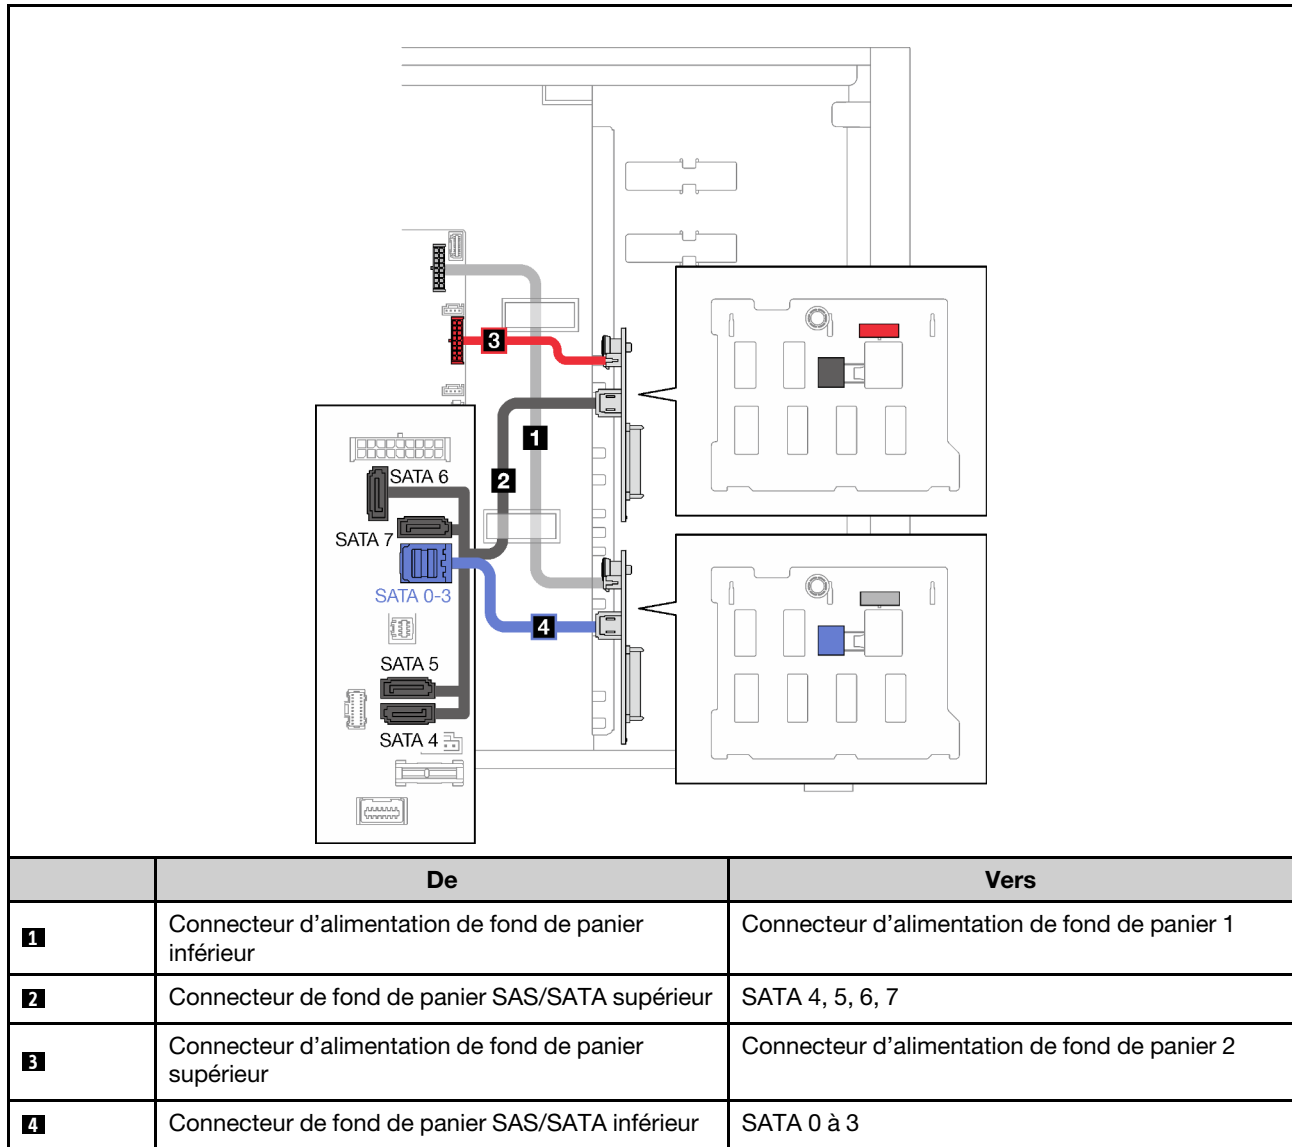 3
1
2
SATA 6
SATA 7
SATA 0-3
4
SATA 5
SATA 4
De
Vers
1
Connecteur d’alimentation de fond de panier
inférieur
Connecteur d’alimentation de fond de panier 1
2
Connecteur de fond de panier SAS/SATA supérieur
SATA 4, 5, 6, 7
3
Connecteur d’alimentation de fond de panier
supérieur
Connecteur d’alimentation de fond de panier 2
4
Connecteur de fond de panier SAS/SATA inférieur
SATA 0 à 3